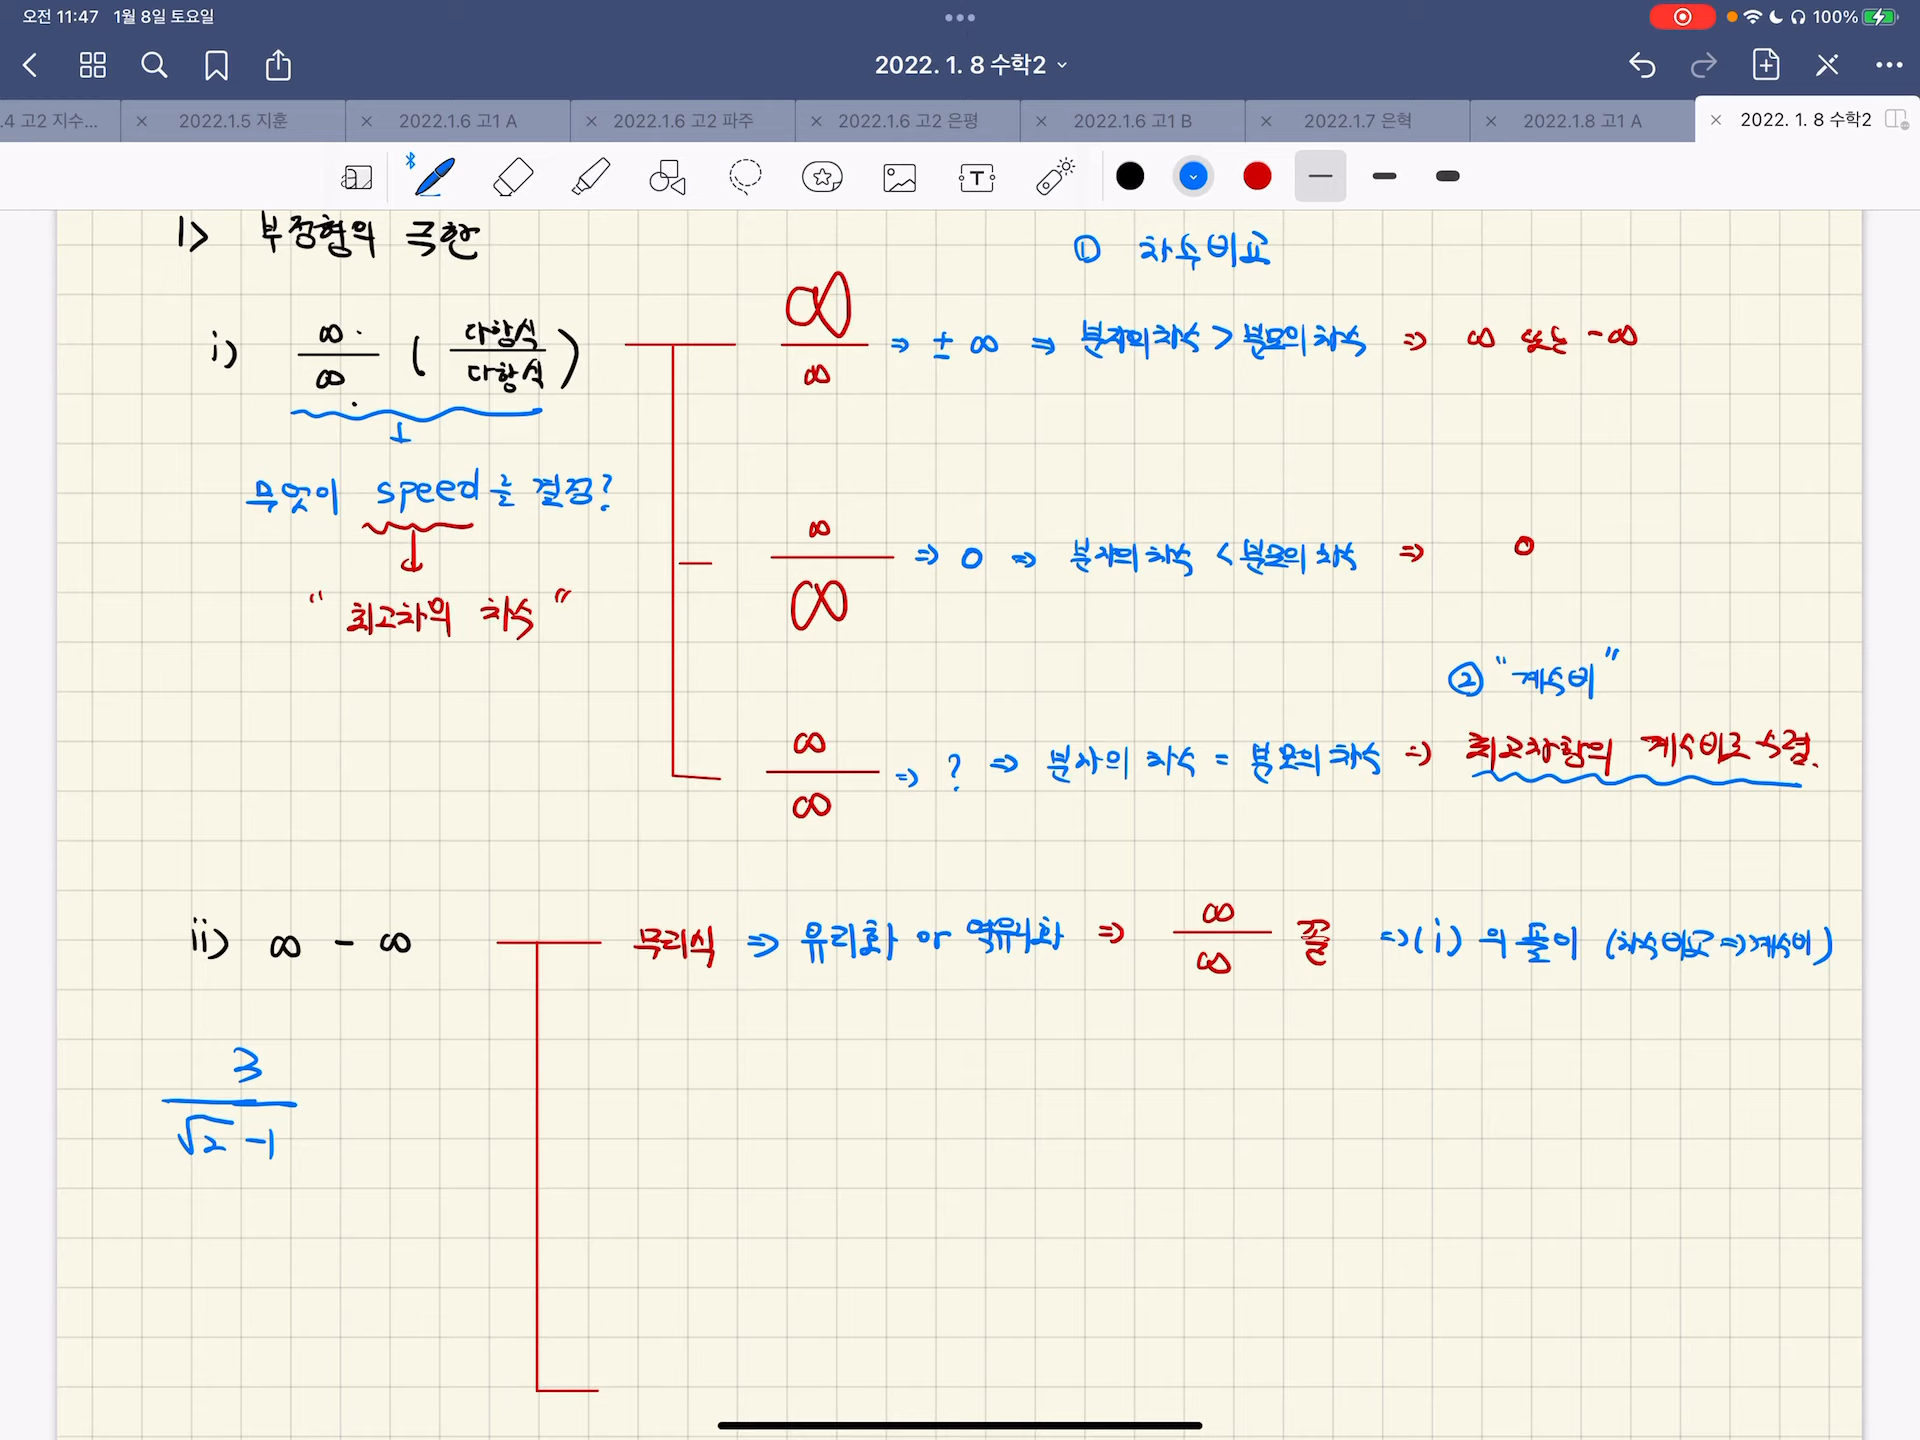 오전 11:47 1월 8일 토요일
100%
2022. 1. 8 수학2
.4 고2 지수...
2022.1.5 지훈
2022.1.6 고1 A
2022.1.6 고2 파주
2022.1.6 고2 은평
2022.1.6 고1 B
2022.1.7 은혁
2022.1.8 고1 A
2022. 1. 8 수학2
1> 부정형의 극한
① 차수비교
i) ∞/∞ (다항식/다항식)
∞/∞ ⇒ ± ∞ ⇒ 분자의 차수 > 분모의 차수 ⇒ ∞ 또는 -∞
무엇이 speed를 결정?
"최고차의 차수"
∞/∞ ⇒ 0 ⇒ 분자의 차수 < 분모의 차수 ⇒ 0
② "계수비"
∞/∞ ⇒ ? ⇒ 분자의 차수 = 분모의 차수 ⇒ 최고차항의 계수비로 수렴.
ii) ∞ - ∞
무리식 ⇒ 유리화 or 역유리화 ⇒ ∞/∞ 꼴 ⇒ (i)의 풀이 (차수비교 ⇒ 계수비)
3/(√2 -1)